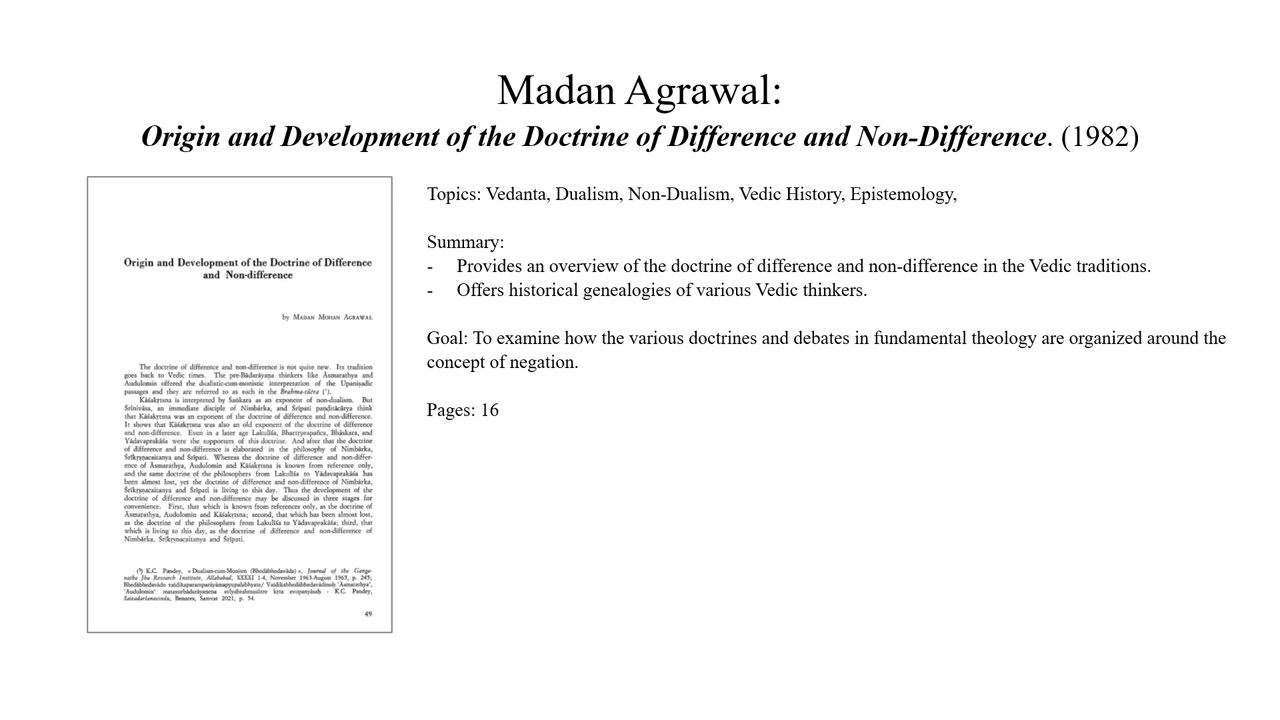 Madan Agrawal:
Origin and Development of the Doctrine of Difference and Non-Difference. (1982)
Topics: Vedanta, Dualism, Non-Dualism, Vedic History, Epistemology,
Summary:
- Provides an overview of the doctrine of difference and non-difference in the Vedic traditions.
- Offers historical genealogies of various Vedic thinkers.
Goal: To examine how the various doctrines and debates in fundamental theology are organized around the
concept of negation.
Pages: 16
Origin and Development of the Doctrine of Difference
and Non-difference
by Madan Mohan Agrawal
The doctrine of difference and non-difference is not quite new. Its tradition
goes back to Vedic times. The pre-Bādarāyaṇa thinkers like Āsmarathya and
Audulomin offered the dualistic-cum-monistic interpretation of the Upaniṣadic
passages and they are referred to as such in the Brahma-sūtra (¹).
Kāśakṛtsna is interpreted by Śaṅkara as an exponent of non-dualism. But
Śrīnivāsa, an immediate disciple of Nimbārka, and Śrīpati paṇḍitācārya think
that Kāśakṛtsna was an exponent of the doctrine of difference and non-difference.
It shows that Kāśakṛtsna was also an old exponent of the doctrine of difference
and non-difference. Even in a later age Lakulīśa, Bhartṛprapañca, Bhāskara, and
Yādavaprakāśa were the supporters of this doctrine. And after that the doctrine
of difference and non-difference is elaborated in the philosophy of Nimbārka,
Śrīkṛṣṇacaitanya and Śrīpati. Whereas the doctrine of difference and non-differ-
ence of Āsmarathya, Audulomin and Kāśakṛtsna is known from reference only,
and the same doctrine of the philosophers from Lakulīśa to Yādavaprakāśa has
been almost lost, yet the doctrine of difference and non-difference of Nimbārka,
Śrīkṛṣṇacaitanya and Śrīpati is living to this day. Thus the development of the
doctrine of difference and non-difference may be discussed in three stages for
convenience. First, that which is known from references only, as the doctrine of
Āsmarathya, Audulomin and Kāśakṛtsna; second, that which has been almost lost,
as the doctrine of the philosophers from Lakulīśa to Yādavaprakāśa; third, that
which is living to this day, as the doctrine of difference and non-difference of
Nimbārka, Śrīkṛṣṇacaitanya and Śrīpati.
(¹) K.C. Pandey, « Dualism-cum-Monism (Bhedābhedavāda) », Journal of the Ganga-
natha Jha Research Institute, Allahabad, XXXXI 1-4, November 1963-August 1965, p. 245;
'Audulomin' - K.C. Pandey,
Benares, Samvat 2021, p. 54.
49